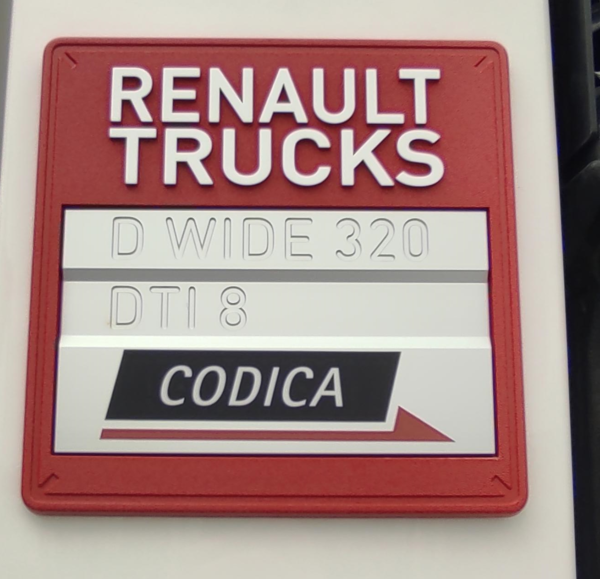 RENAULT
TRUCKS
D WIDE 320
DTI 8
CODICA